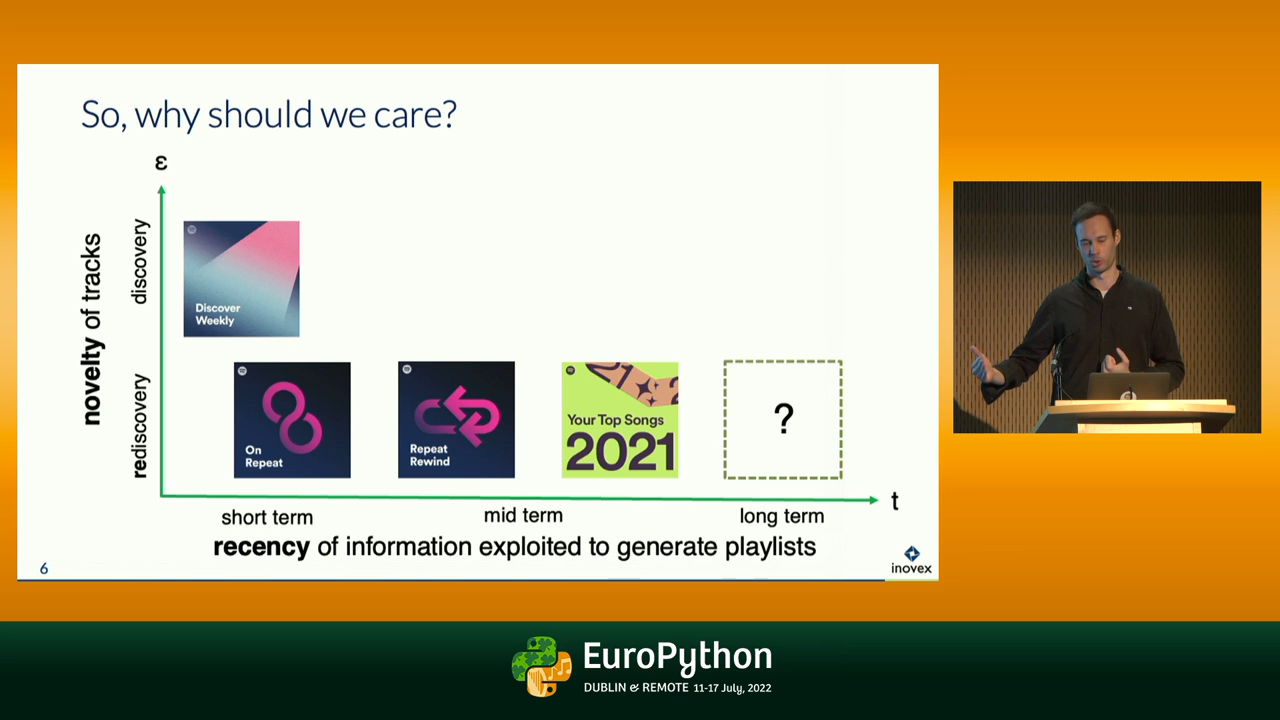 So, why should we care?
ε
novelty of tracks
discovery
rediscovery
Discover
Weekly
On
Repeat
Repeat
Rewind
21
2
Your Top Songs
2021
?
t
short term
mid term
long term
recency of information exploited to generate playlists
6
inovex
EuroPython
DUBLIN & REMOTE 11-17 July, 2022